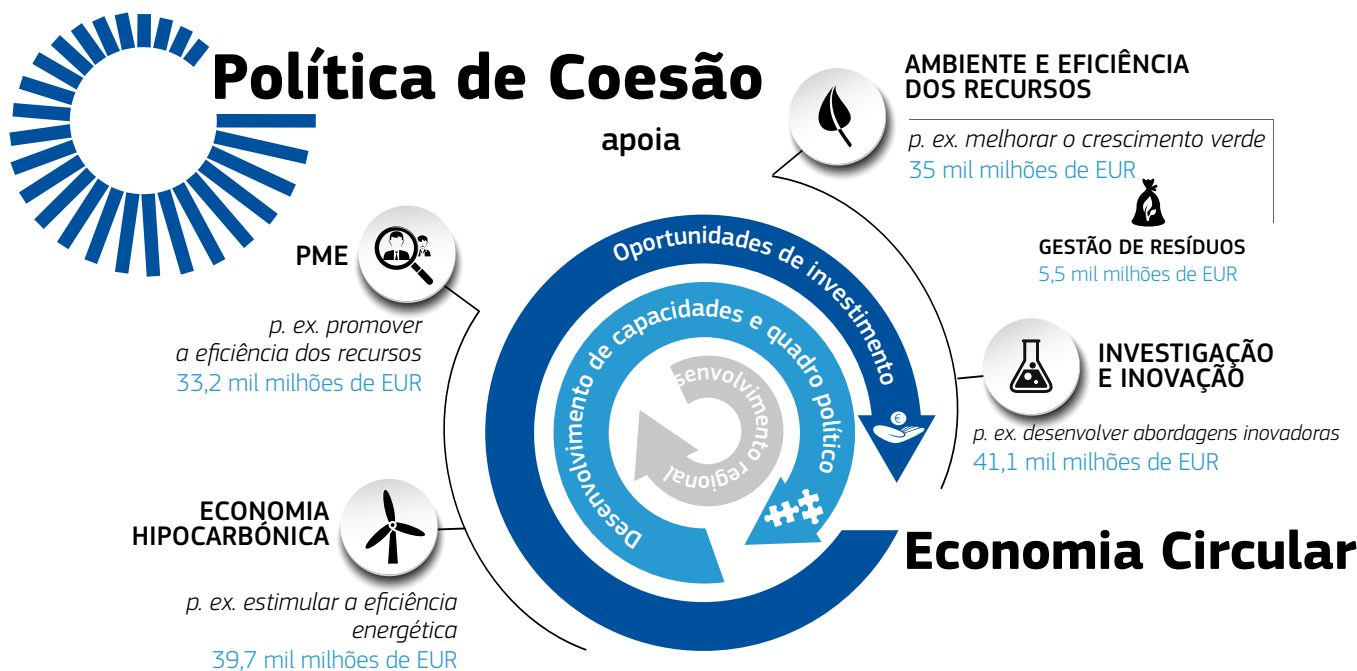 Política de Coesão
apoia
AMBIENTE E EFICIÊNCIA
DOS RECURSOS
p. ex. melhorar o crescimento verde
35 mil milhões de EUR
GESTÃO DE RESÍDUOS
5,5 mil milhões de EUR
PME
p. ex. promover
a eficiência dos recursos
33,2 mil milhões de EUR
Oportunidades de investimento
€
Desenvolvimento de capacidades e quadro político
esenvolvimento regional
INVESTIGAÇÃO
E INOVAÇÃO
p. ex. desenvolver abordagens inovadoras
41,1 mil milhões de EUR
ECONOMIA
HIPOCARBÓNICA
p. ex. estimular a eficiência
energética
39,7 mil milhões de EUR
Economia Circular